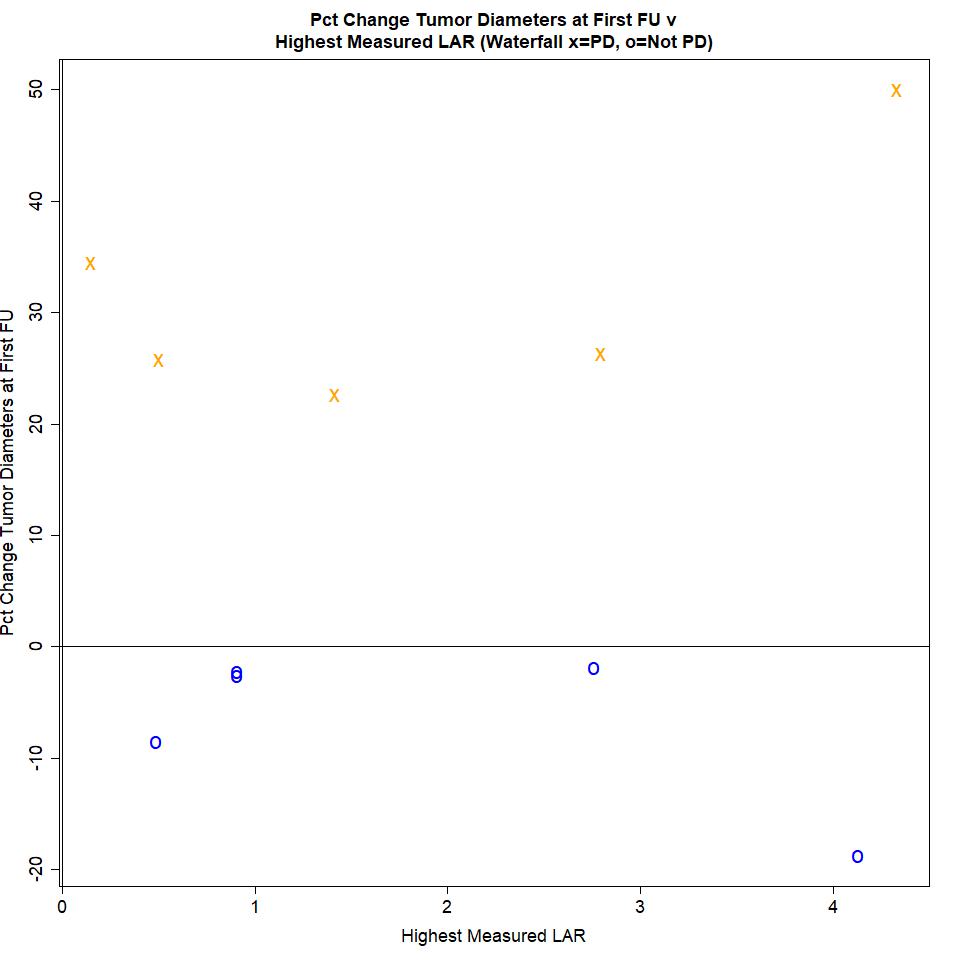 Pct Change Tumor Diameters at First FU v
Highest Measured LAR (Waterfall x=PD, o=Not PD)
Pct Change Tumor Diameters at First FU
50
40
30
20
10
0
-10
-20
X
X
X
X
X
O
O
O
O
O
0 1 2 3 4
Highest Measured LAR